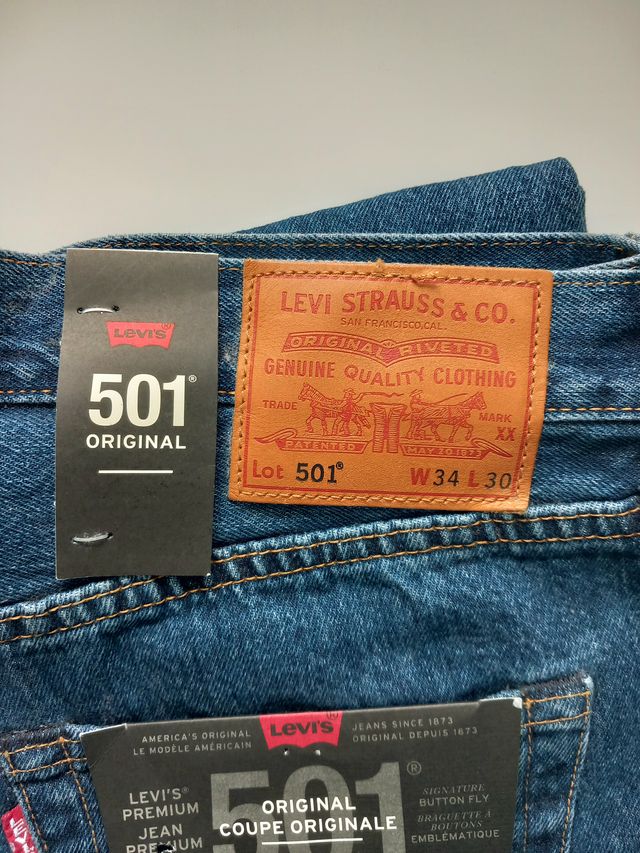 LEVI'S®
501®
ORIGINAL
LEVI STRAUSS & CO.
SAN FRANCISCO, CAL.
ORIGINAL RIVETED
GENUINE QUALITY CLOTHING
TRADE MARK
XX
PATENTED MAY 20 1873
Lot 501® W 34 L 30
AMERICA'S ORIGINAL
LE MODÈLE AMÉRICAIN
LEVI'S®
JEANS SINCE 1873
ORIGINAL DEPUIS 1873
LEVI'S®
PREMIUM
JEAN
PREMIUM
501®
ORIGINAL
COUPE ORIGINALE
SIGNATURE
BUTTON FLY
BRAGUETTE À
BOUTONS
EMBLÉMATIQUE